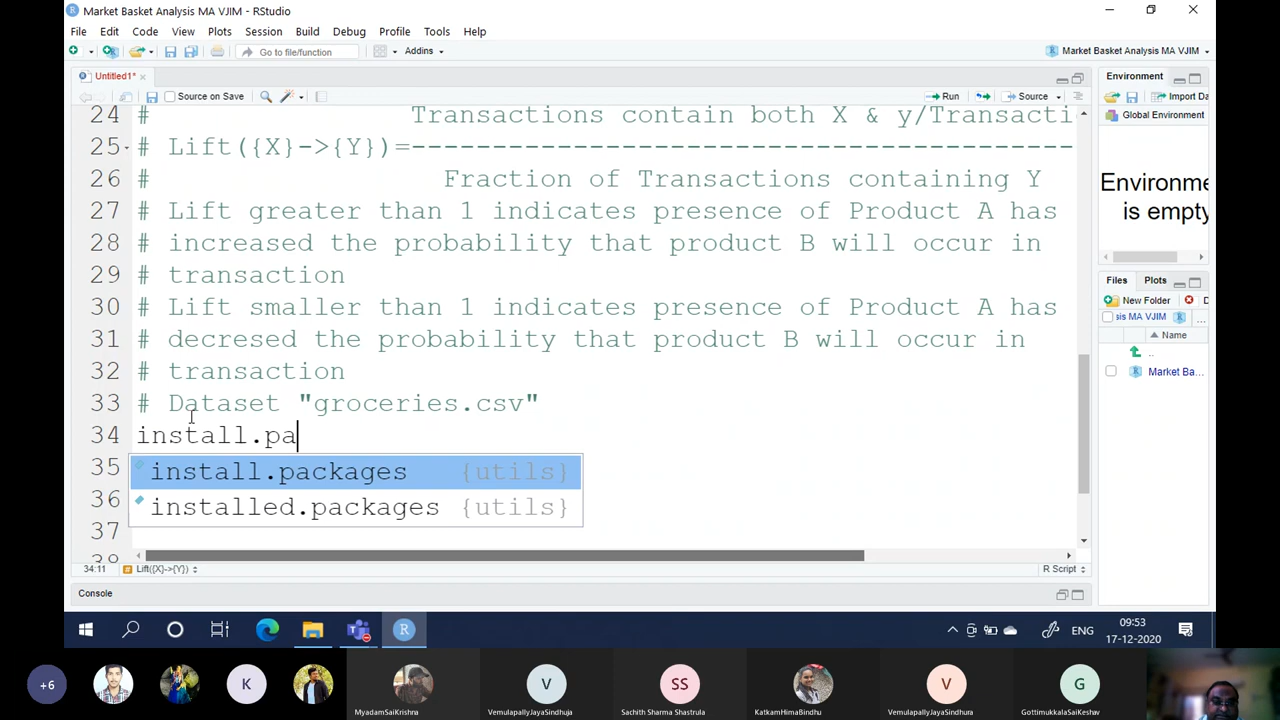 Market Basket Analysis MA VJIM - RStudio
File Edit Code View Plots Session Build Debug Profile Tools Help
Go to file/function Addins Market Basket Analysis MA VJIM
Untitled1* Environment
Source on Save Run Source Import Da
Global Environment
24 # Transactions contain both X & y/Transacti
25 # Lift({X}->{Y})=-----------------------------------------
26 # Fraction of Transactions containing Y
27 # Lift greater than 1 indicates presence of Product A has
28 # increased the probability that product B will occur in
29 # transaction
30 # Lift smaller than 1 indicates presence of Product A has
31 # decresed the probability that product B will occur in
32 # transaction
33 # Dataset "groceries.csv"
34 install.pa
35 install.packages {utils}
36 installed.packages {utils}
37
38
Environme
is empty
Files Plots
New Folder D
sis MA VJIM ...
Name
..
Market Ba...
34:11 # Lift({X}->{Y}) R Script
Console
ENG 09:53
17-12-2020
+6 K V SS V G
MyadamSaiKrishna VemulapallyJayaSindhuja Sachith Sharma Shastrula KatkamHimaBindhu VemulapallyJayaSindhura GottimukkalaSaiKeshav